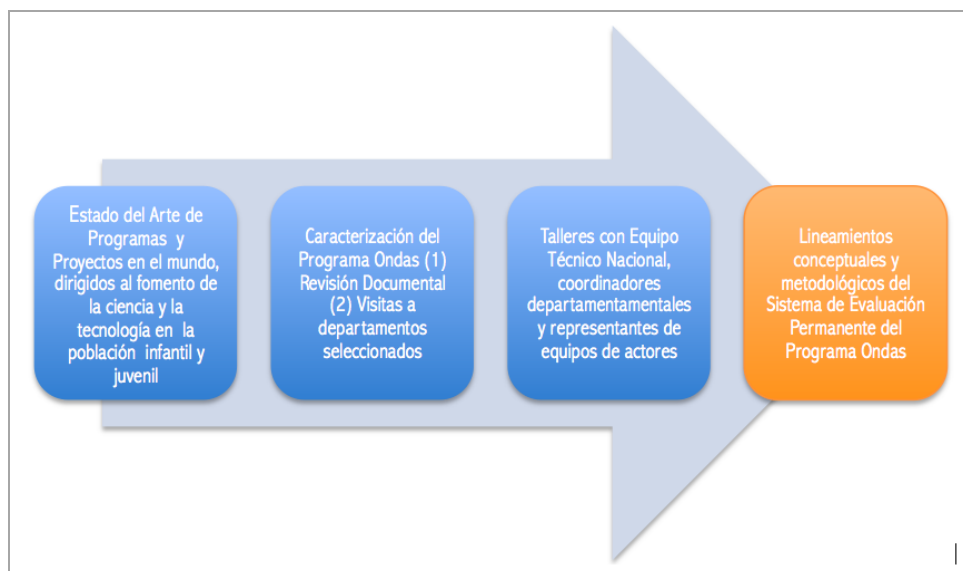 Estado del Arte de
Programas y
Proyectos en el mundo,
dirigidos al fomento de
la ciencia y la
tecnología en la
población infantil y
juvenil
Caracterización del
Programa Ondas (1)
Revisión Documental
(2) Visitas a
departamentos
seleccionados
Talleres con Equipo
Técnico Nacional,
coordinadores
departamentamentales
y representantes de
equipos de actores
Lineamientos
conceptuales y
metodológicos del
Sistema de Evaluación
Permanente del
Programa Ondas